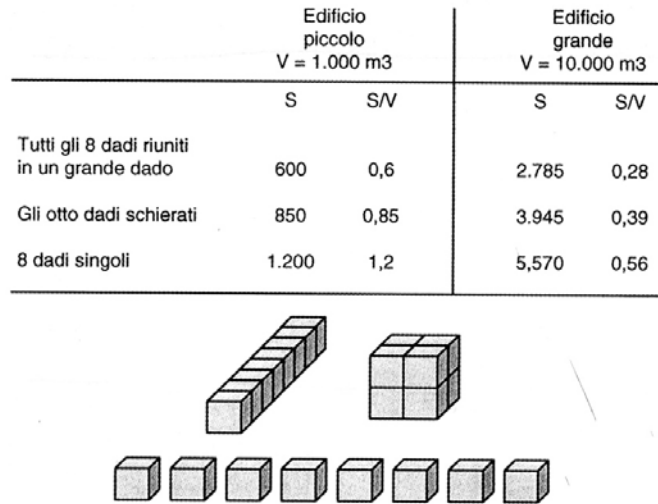 Edificio piccolo V = 1.000 m3 Edificio grande V = 10.000 m3
S S/V S S/V
Tutti gli 8 dadi riuniti
in un grande dado 600 0,6 2.785 0,28
Gli otto dadi schierati 850 0,85 3.945 0,39
8 dadi singoli 1.200 1,2 5,570 0,56